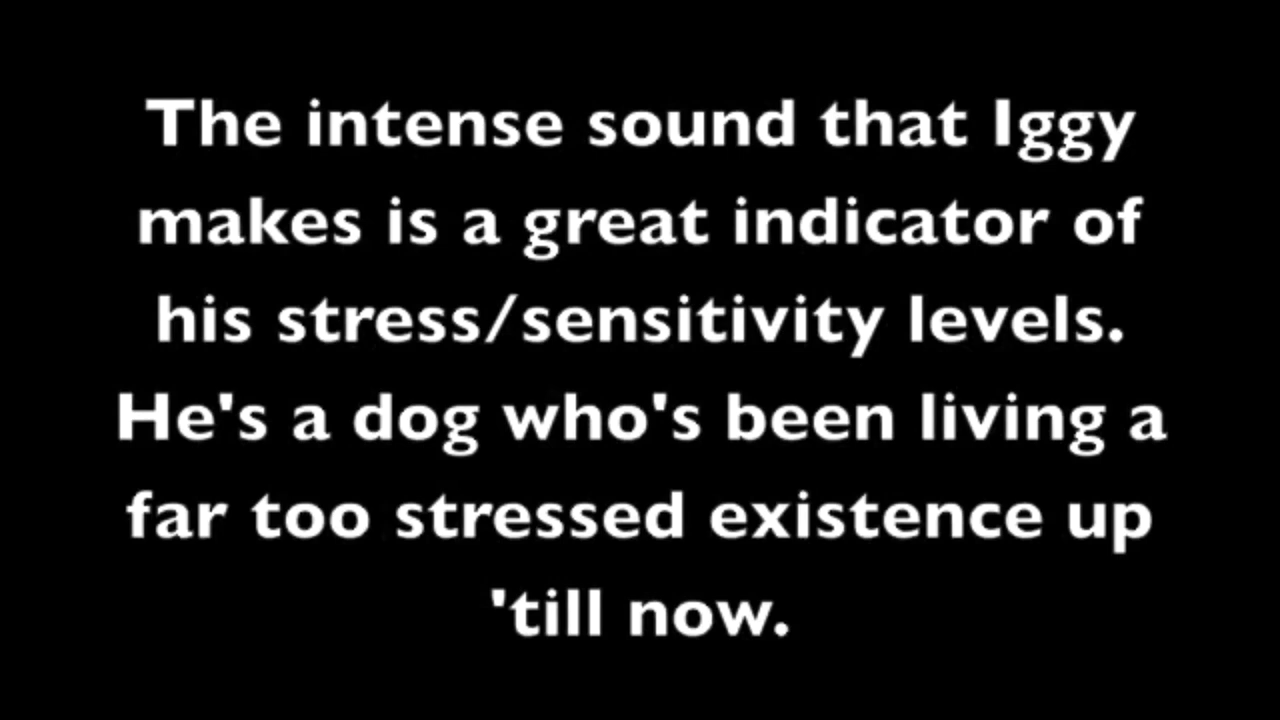 The intense sound that Iggy
makes is a great indicator of
his stress/sensitivity levels.
He's a dog who's been living a
far too stressed existence up
'till now.